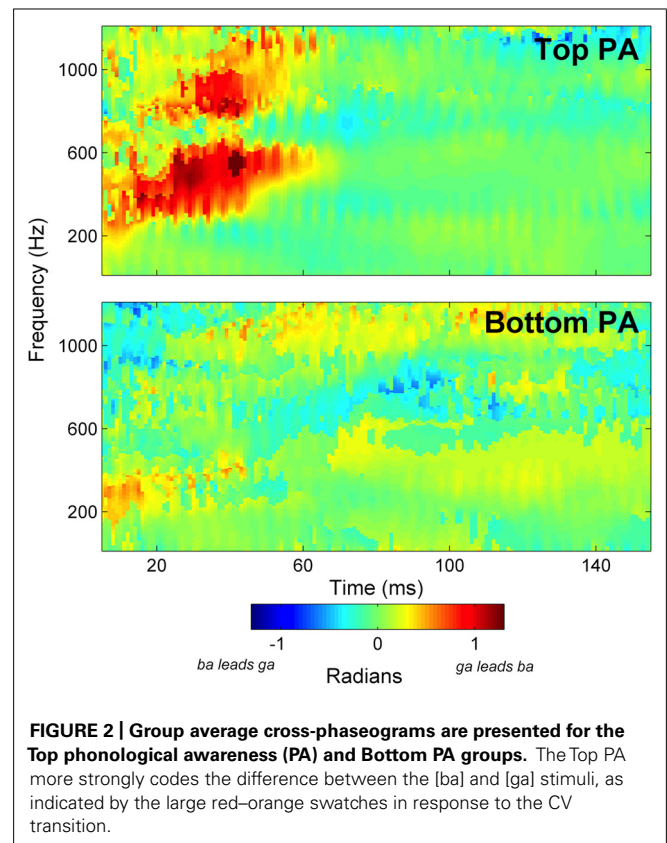 Top PA
1000
600
200
Frequency (Hz)
Bottom PA
1000
600
200
20 60 100 140
Time (ms)
-1 0 1
ba leads ga ga leads ba
Radians
FIGURE 2 | Group average cross-phaseograms are presented for the
Top phonological awareness (PA) and Bottom PA groups. The Top PA
more strongly codes the difference between the [ba] and [ga] stimuli, as
indicated by the large red–orange swatches in response to the CV
transition.